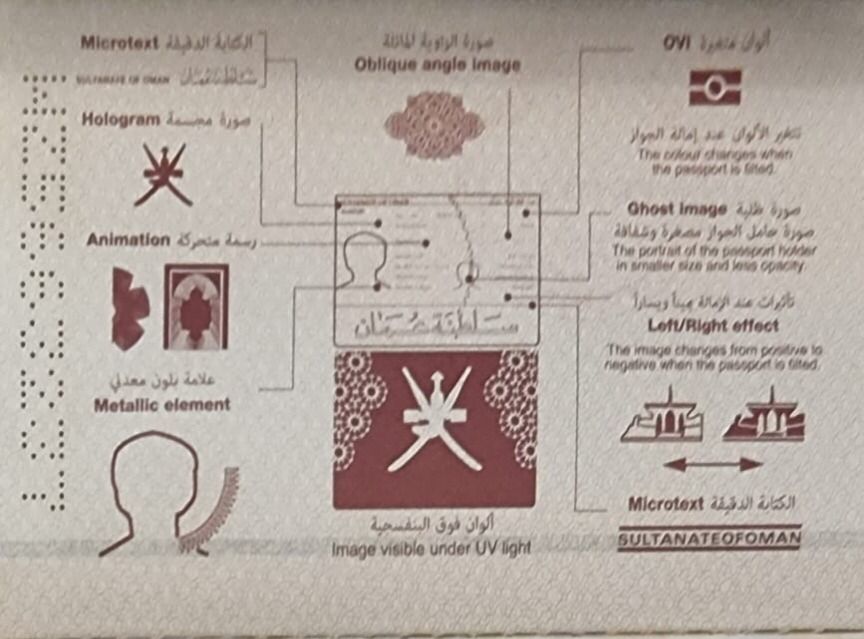 Microtext الكتابة الدقيقة
SULTANATE OF OMAN سلطنة عمان
Hologram صورة مجسمة
Animation رسمة متحركة
علامة بلون معدني
Metallic element
صورة الزاوية المائلة
Oblique angle image
سلطنة عمان
ألوان فوق البنفسجية
Image visible under UV light
OVI ألوان متغيرة
تتغير الألوان عند إمالة الجواز
The colour changes when
the passport is tilted.
Ghost Image صورة ظلية
صورة حامل الجواز مصغرة وشفافة
The portrait of the passport holder
in smaller size and less opacity.
تأثيرات عند الإمالة يميناً ويساراً
Left/Right effect
The image changes from positive to
negative when the passport is tilted.
Microtext الكتابة الدقيقة
SULTANATEOFOMAN